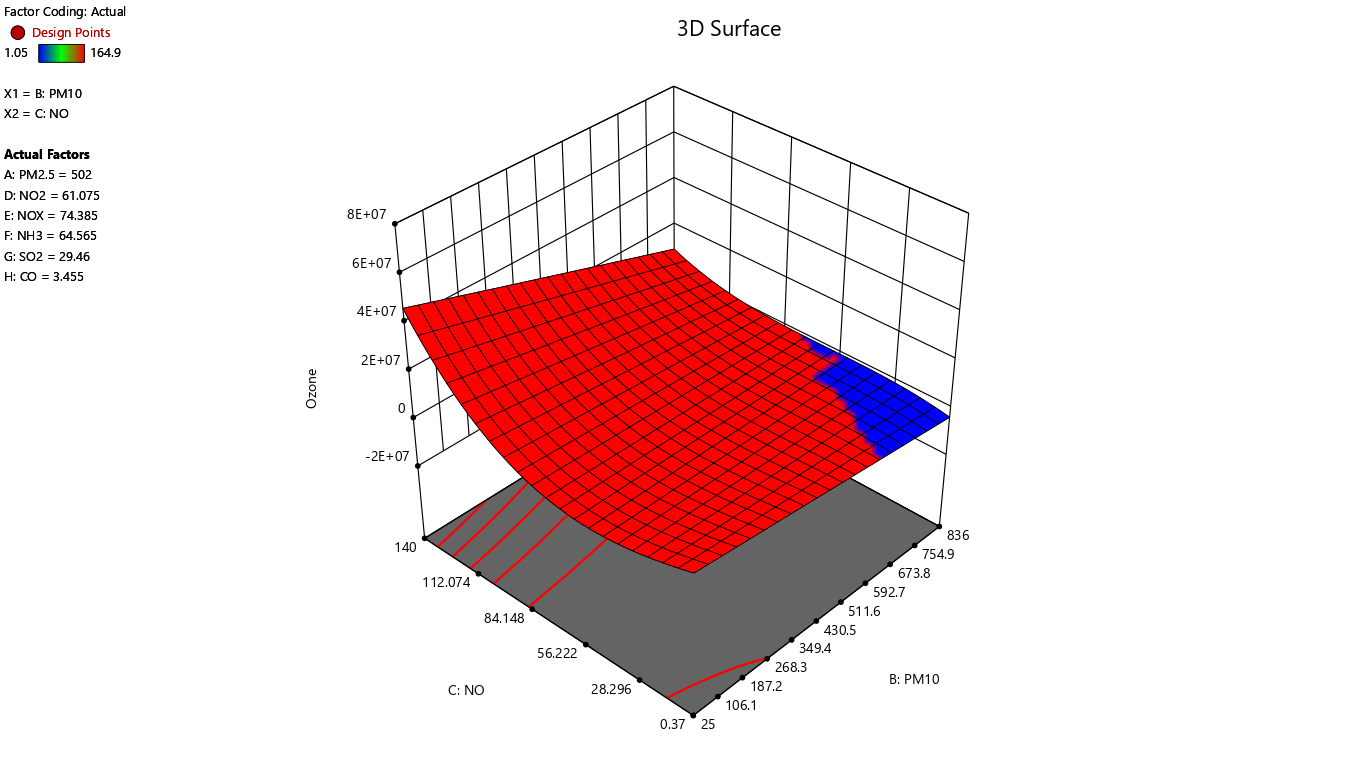 Factor Coding: Actual
3D Surface
Design Points
1.05 164.9
X1 = B: PM10
X2 = C: NO
Actual Factors
A: PM2.5 = 502
D: NO2 = 61.075
E: NOX = 74.385
F: NH3 = 64.565
G: SO2 = 29.46
H: CO = 3.455
8E+07
6E+07
4E+07
2E+07
0
-2E+07
Ozone
140
112.074
84.148
56.222
28.296
0.37
C: NO
25
106.1
187.2
268.3
349.4
430.5
511.6
592.7
673.8
754.9
836
B: PM10